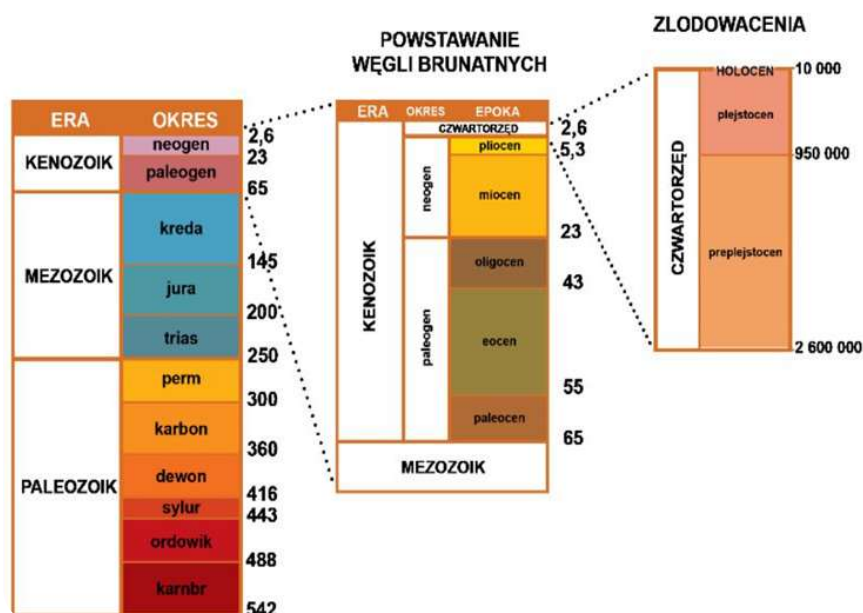 ERA OKRES
2,6
KENOZOIK
neogen
23
paleogen
65
MEZOZOIK
kreda
145
jura
200
trias
250
PALEOZOIK
perm
300
karbon
360
dewon
416
sylur
443
ordowik
488
karnbr
542
POWSTAWANIE
WĘGLI BRUNATNYCH
ERA OKRES EPOKA
KENOZOIK
CZWARTORZĘD
2,6
neogen
pliocen
5,3
miocen
23
paleogen
oligocen
43
eocen
55
paleocen
65
MEZOZOIK
ZLODOWACENIA
CZWARTORZĘD
HOLOCEN
10 000
plejstocen
950 000
preplejstocen
2 600 000